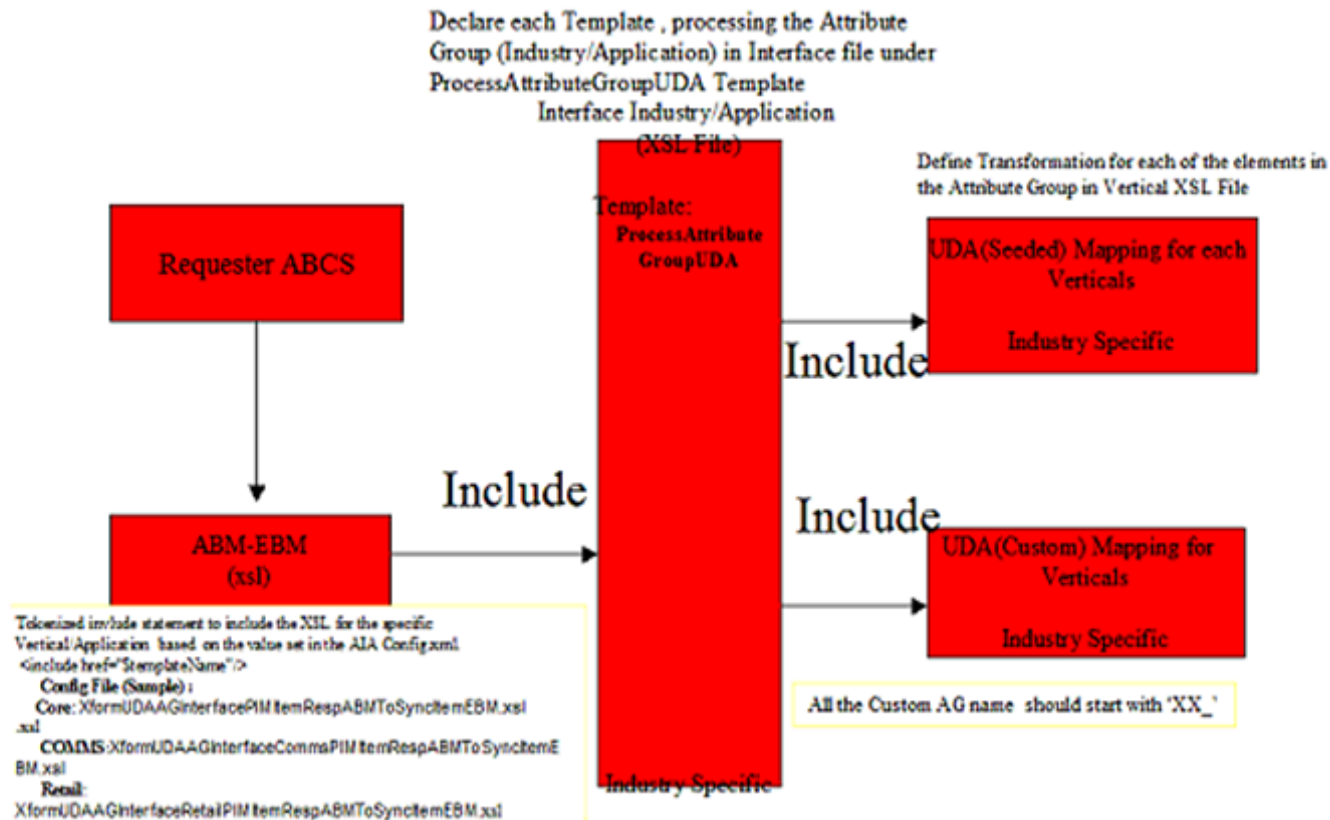 Declare each Template , processing the Attribute
Group (Industry/Application) in Interface file under
ProcessAttributeGroupUDA Template
Interface Industry/Application
(XSL File)
Template:
ProcessAttribute
GroupUDA
Industry Specific
Define Transformation for each of the elements in
the Attribute Group in Vertical XSL File
Requester ABCS
UDA(Seeded) Mapping for each
Verticals
Industry Specific
Include
Include
Include
ABM-EBM
(xsl)
UDA(Custom) Mapping for
Verticals
Industry Specific
Tokenized invlude statement to include the XSL for the specific
Vertical/Application based on the value set in the AIA Config.xml
<include href="$templateName"/>
Config File (Sample) :
Core: XformUDAAGInterfacePIMItemRespABMToSyncItemEBM.xsl
.xsl
COMMS:XformUDAAGInterfaceCommsPIMItemRespABMToSyncItemE
BM.xsl
Retail:
XformUDAAGInterfaceRetailPIMItemRespABMToSyncItemEBM.xsl
All the Custom AG name should start with 'XX_'